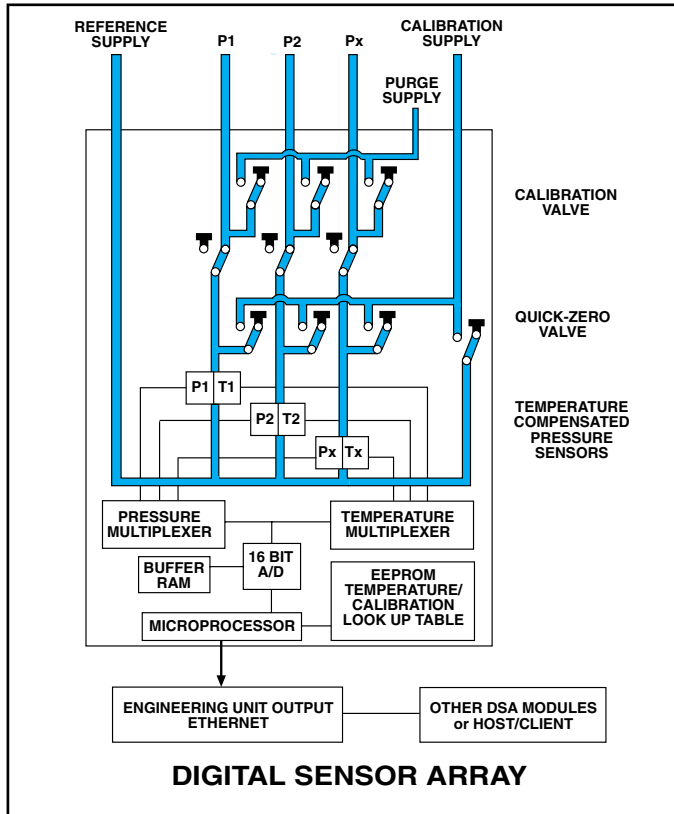 REFERENCE
SUPPLY
P1
P2
Px
CALIBRATION
SUPPLY
PURGE
SUPPLY
CALIBRATION
VALVE
QUICK-ZERO
VALVE
P1 T1
P2 T2
Px Tx
TEMPERATURE
COMPENSATED
PRESSURE
SENSORS
PRESSURE
MULTIPLEXER
TEMPERATURE
MULTIPLEXER
16 BIT
A/D
BUFFER
RAM
EEPROM
TEMPERATURE/
CALIBRATION
LOOK UP TABLE
MICROPROCESSOR
ENGINEERING UNIT OUTPUT
ETHERNET
OTHER DSA MODULES
or HOST/CLIENT
DIGITAL SENSOR ARRAY